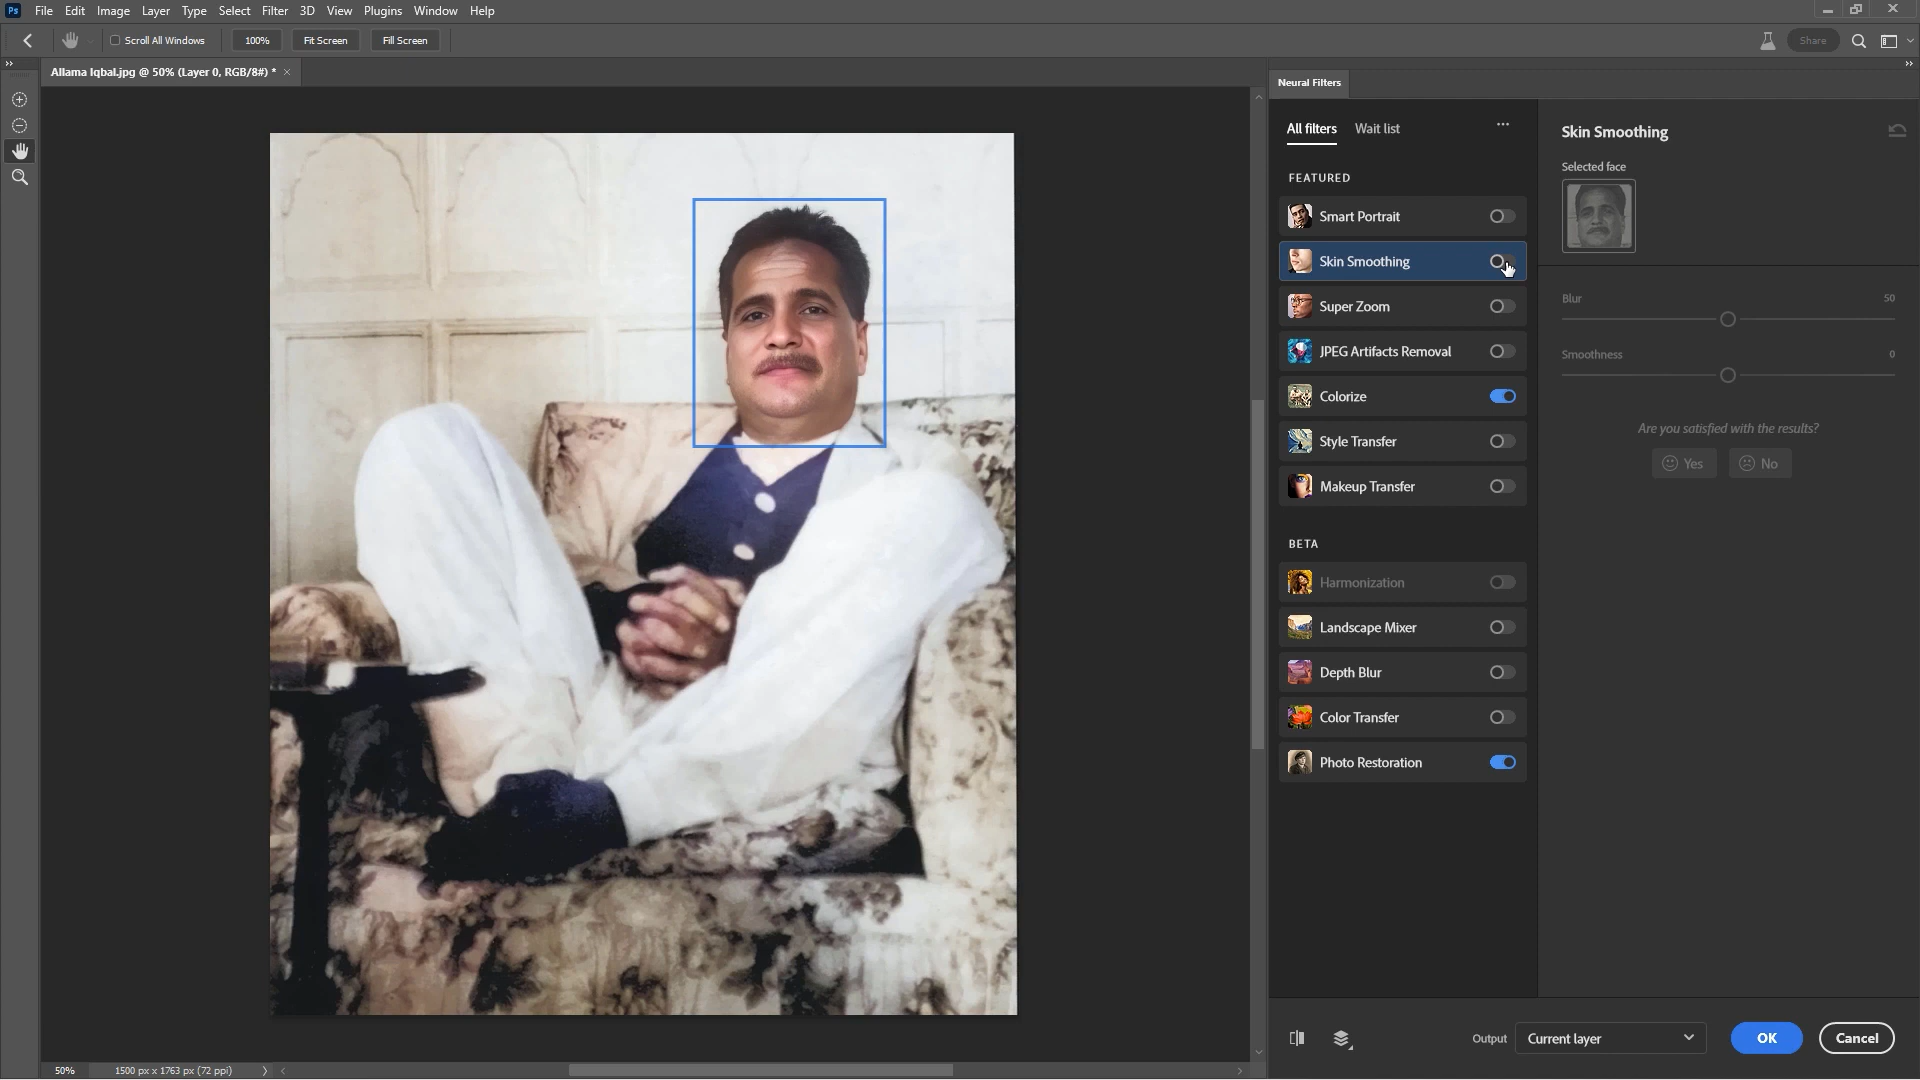 Ps File Edit Image Layer Type Select Filter 3D View Plugins Window Help
Scroll All Windows 100% Fit Screen Fill Screen Share
Allama Iqbal.jpg @ 50% (Layer 0, RGB/8#) * ×
Neural Filters
All filters Wait list ...
FEATURED
Smart Portrait
Skin Smoothing
Super Zoom
JPEG Artifacts Removal
Colorize
Style Transfer
Makeup Transfer
BETA
Harmonization
Landscape Mixer
Depth Blur
Color Transfer
Photo Restoration
Skin Smoothing
Selected face
Blur 50
Smoothness 0
Are you satisfied with the results?
Yes No
Output Current layer OK Cancel
50% 1500 px x 1763 px (72 ppi)